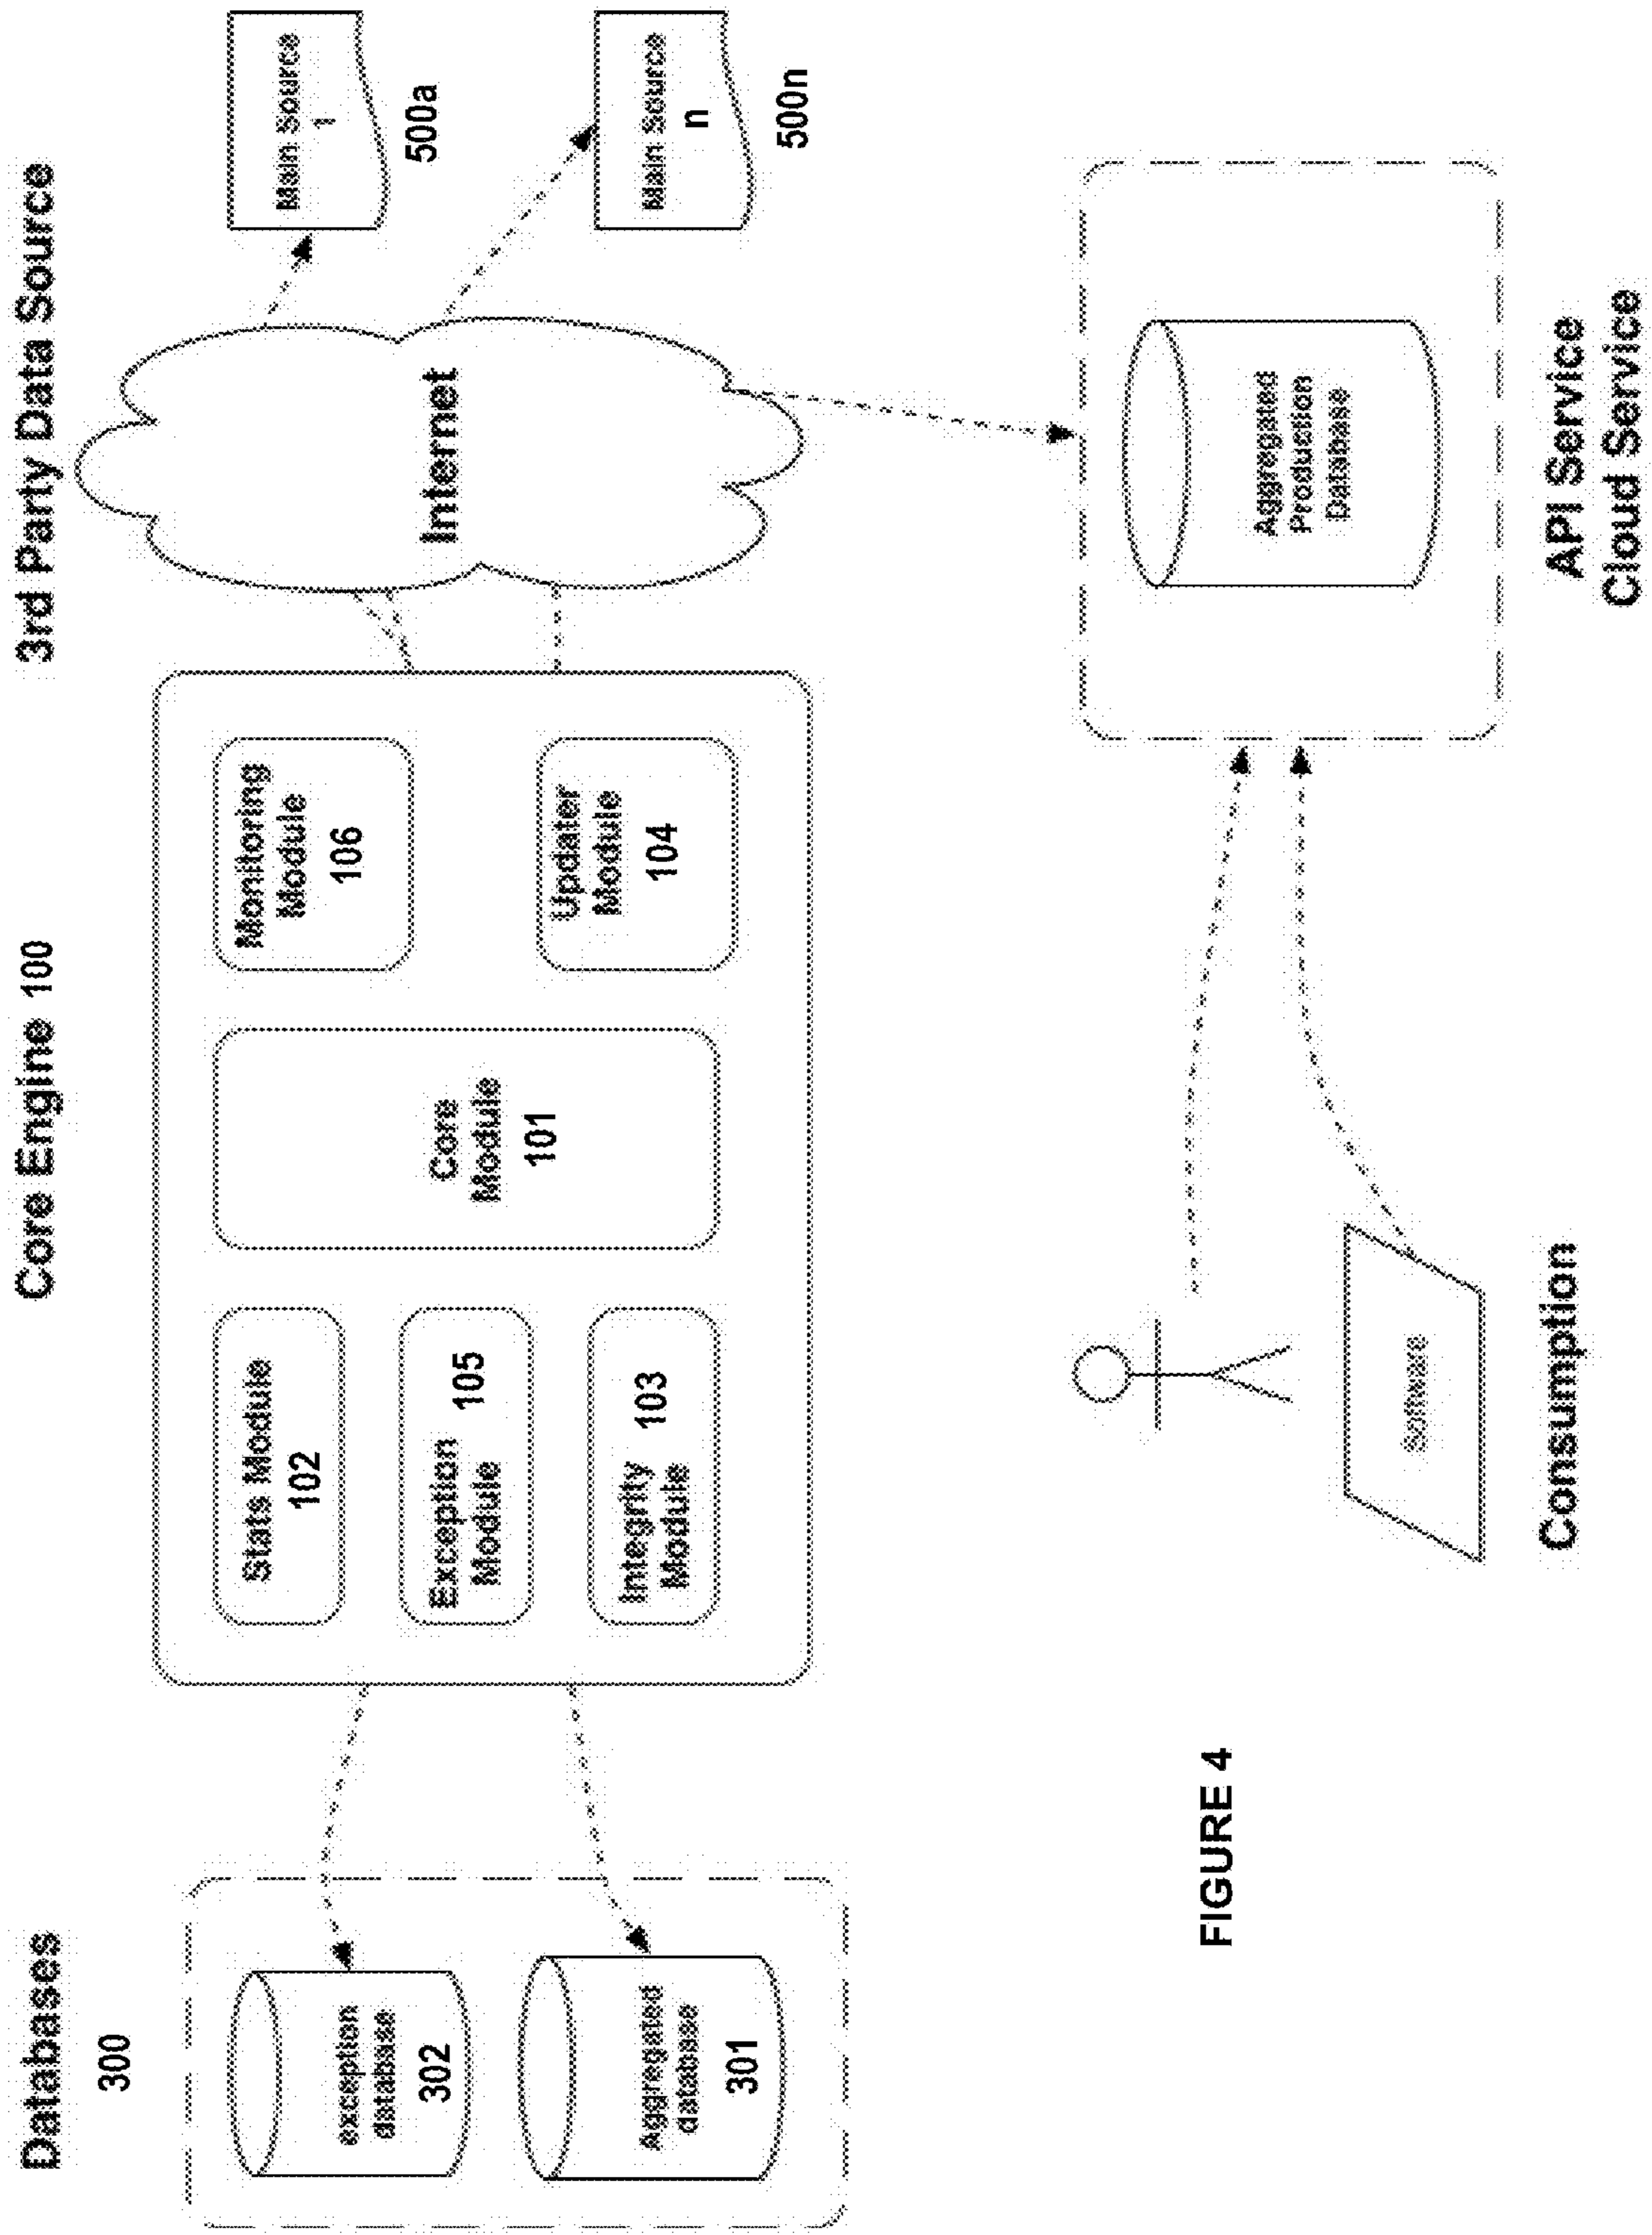 Databases
300
exception
database
302
Aggregated
database
301
Core Engine 100
Stats Module
102
Exception 105
Module
Integrity 103
Module
Core
Module
101
Monitoring
Module
106
Updater
Module
104
3rd Party Data Source
Internet
Main Source
1
500a
Main Source
n
500n
Software
Consumption
Aggregated
Production
Database
API Service
Cloud Service
FIGURE 4